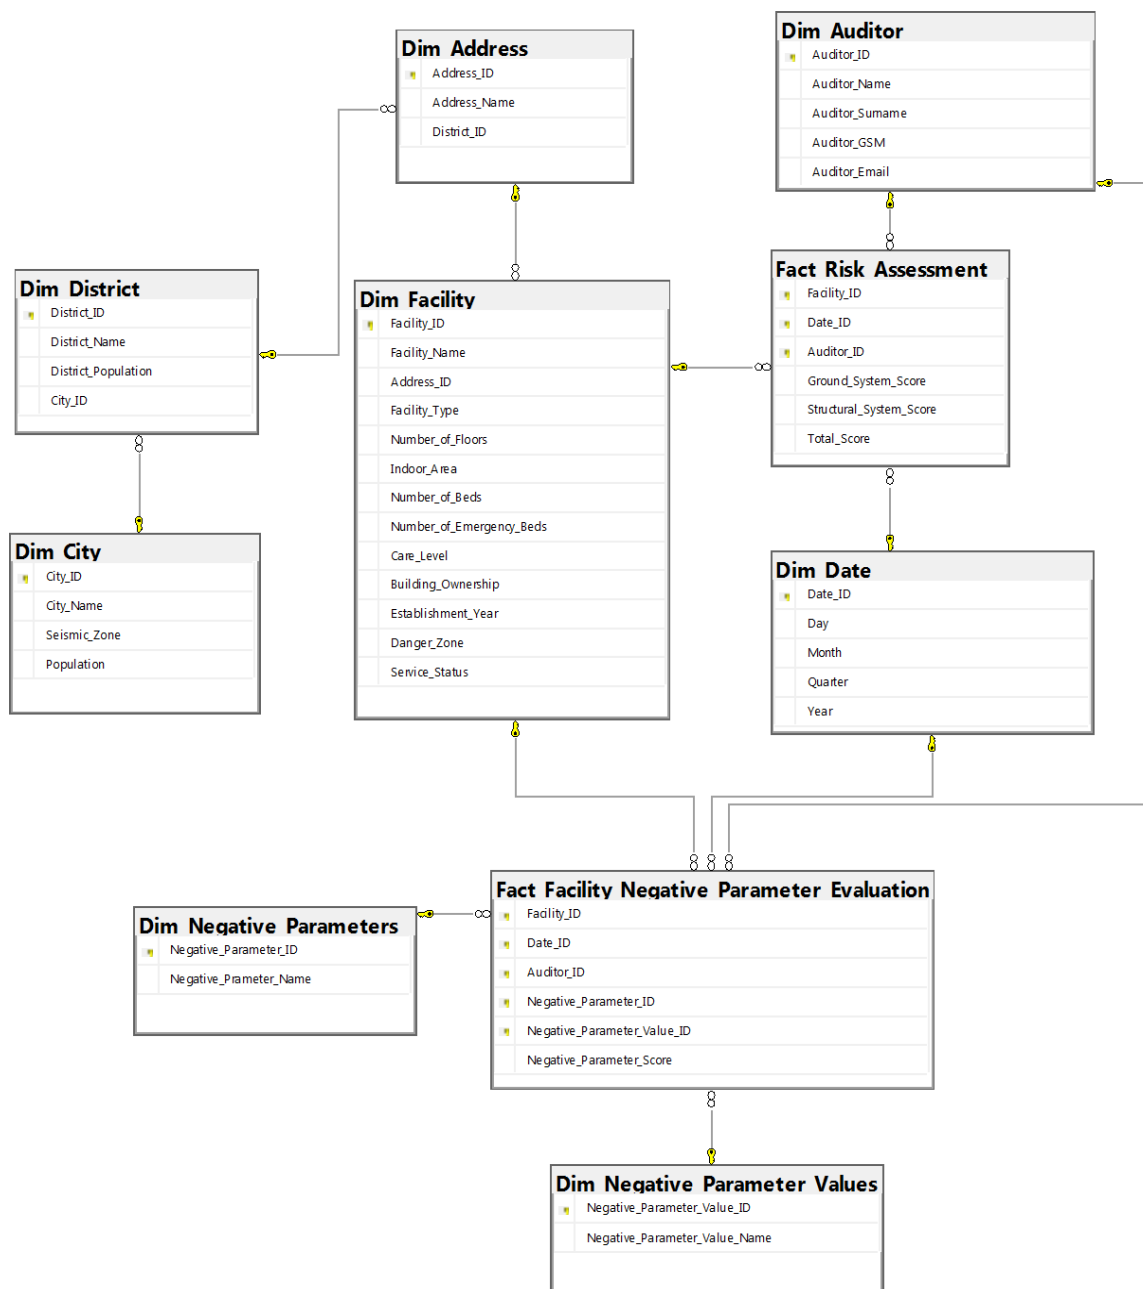 Dim Address
Address_ID
Address_Name
District_ID
Dim Auditor
Auditor_ID
Auditor_Name
Auditor_Surname
Auditor_GSM
Auditor_Email
Dim District
District_ID
District_Name
District_Population
City_ID
Dim Facility
Facility_ID
Facility_Name
Address_ID
Facility_Type
Number_of_Floors
Indoor_Area
Number_of_Beds
Number_of_Emergency_Beds
Care_Level
Building_Ownership
Establishment_Year
Danger_Zone
Service_Status
Fact Risk Assessment
Facility_ID
Date_ID
Auditor_ID
Ground_System_Score
Structural_System_Score
Total_Score
Dim City
City_ID
City_Name
Seismic_Zone
Population
Dim Date
Date_ID
Day
Month
Quarter
Year
Fact Facility Negative Parameter Evaluation
Facility_ID
Date_ID
Auditor_ID
Negative_Parameter_ID
Negative_Parameter_Value_ID
Negative_Parameter_Score
Dim Negative Parameters
Negative_Parameter_ID
Negative_Prameter_Name
Dim Negative Parameter Values
Negative_Parameter_Value_ID
Negative_Parameter_Value_Name